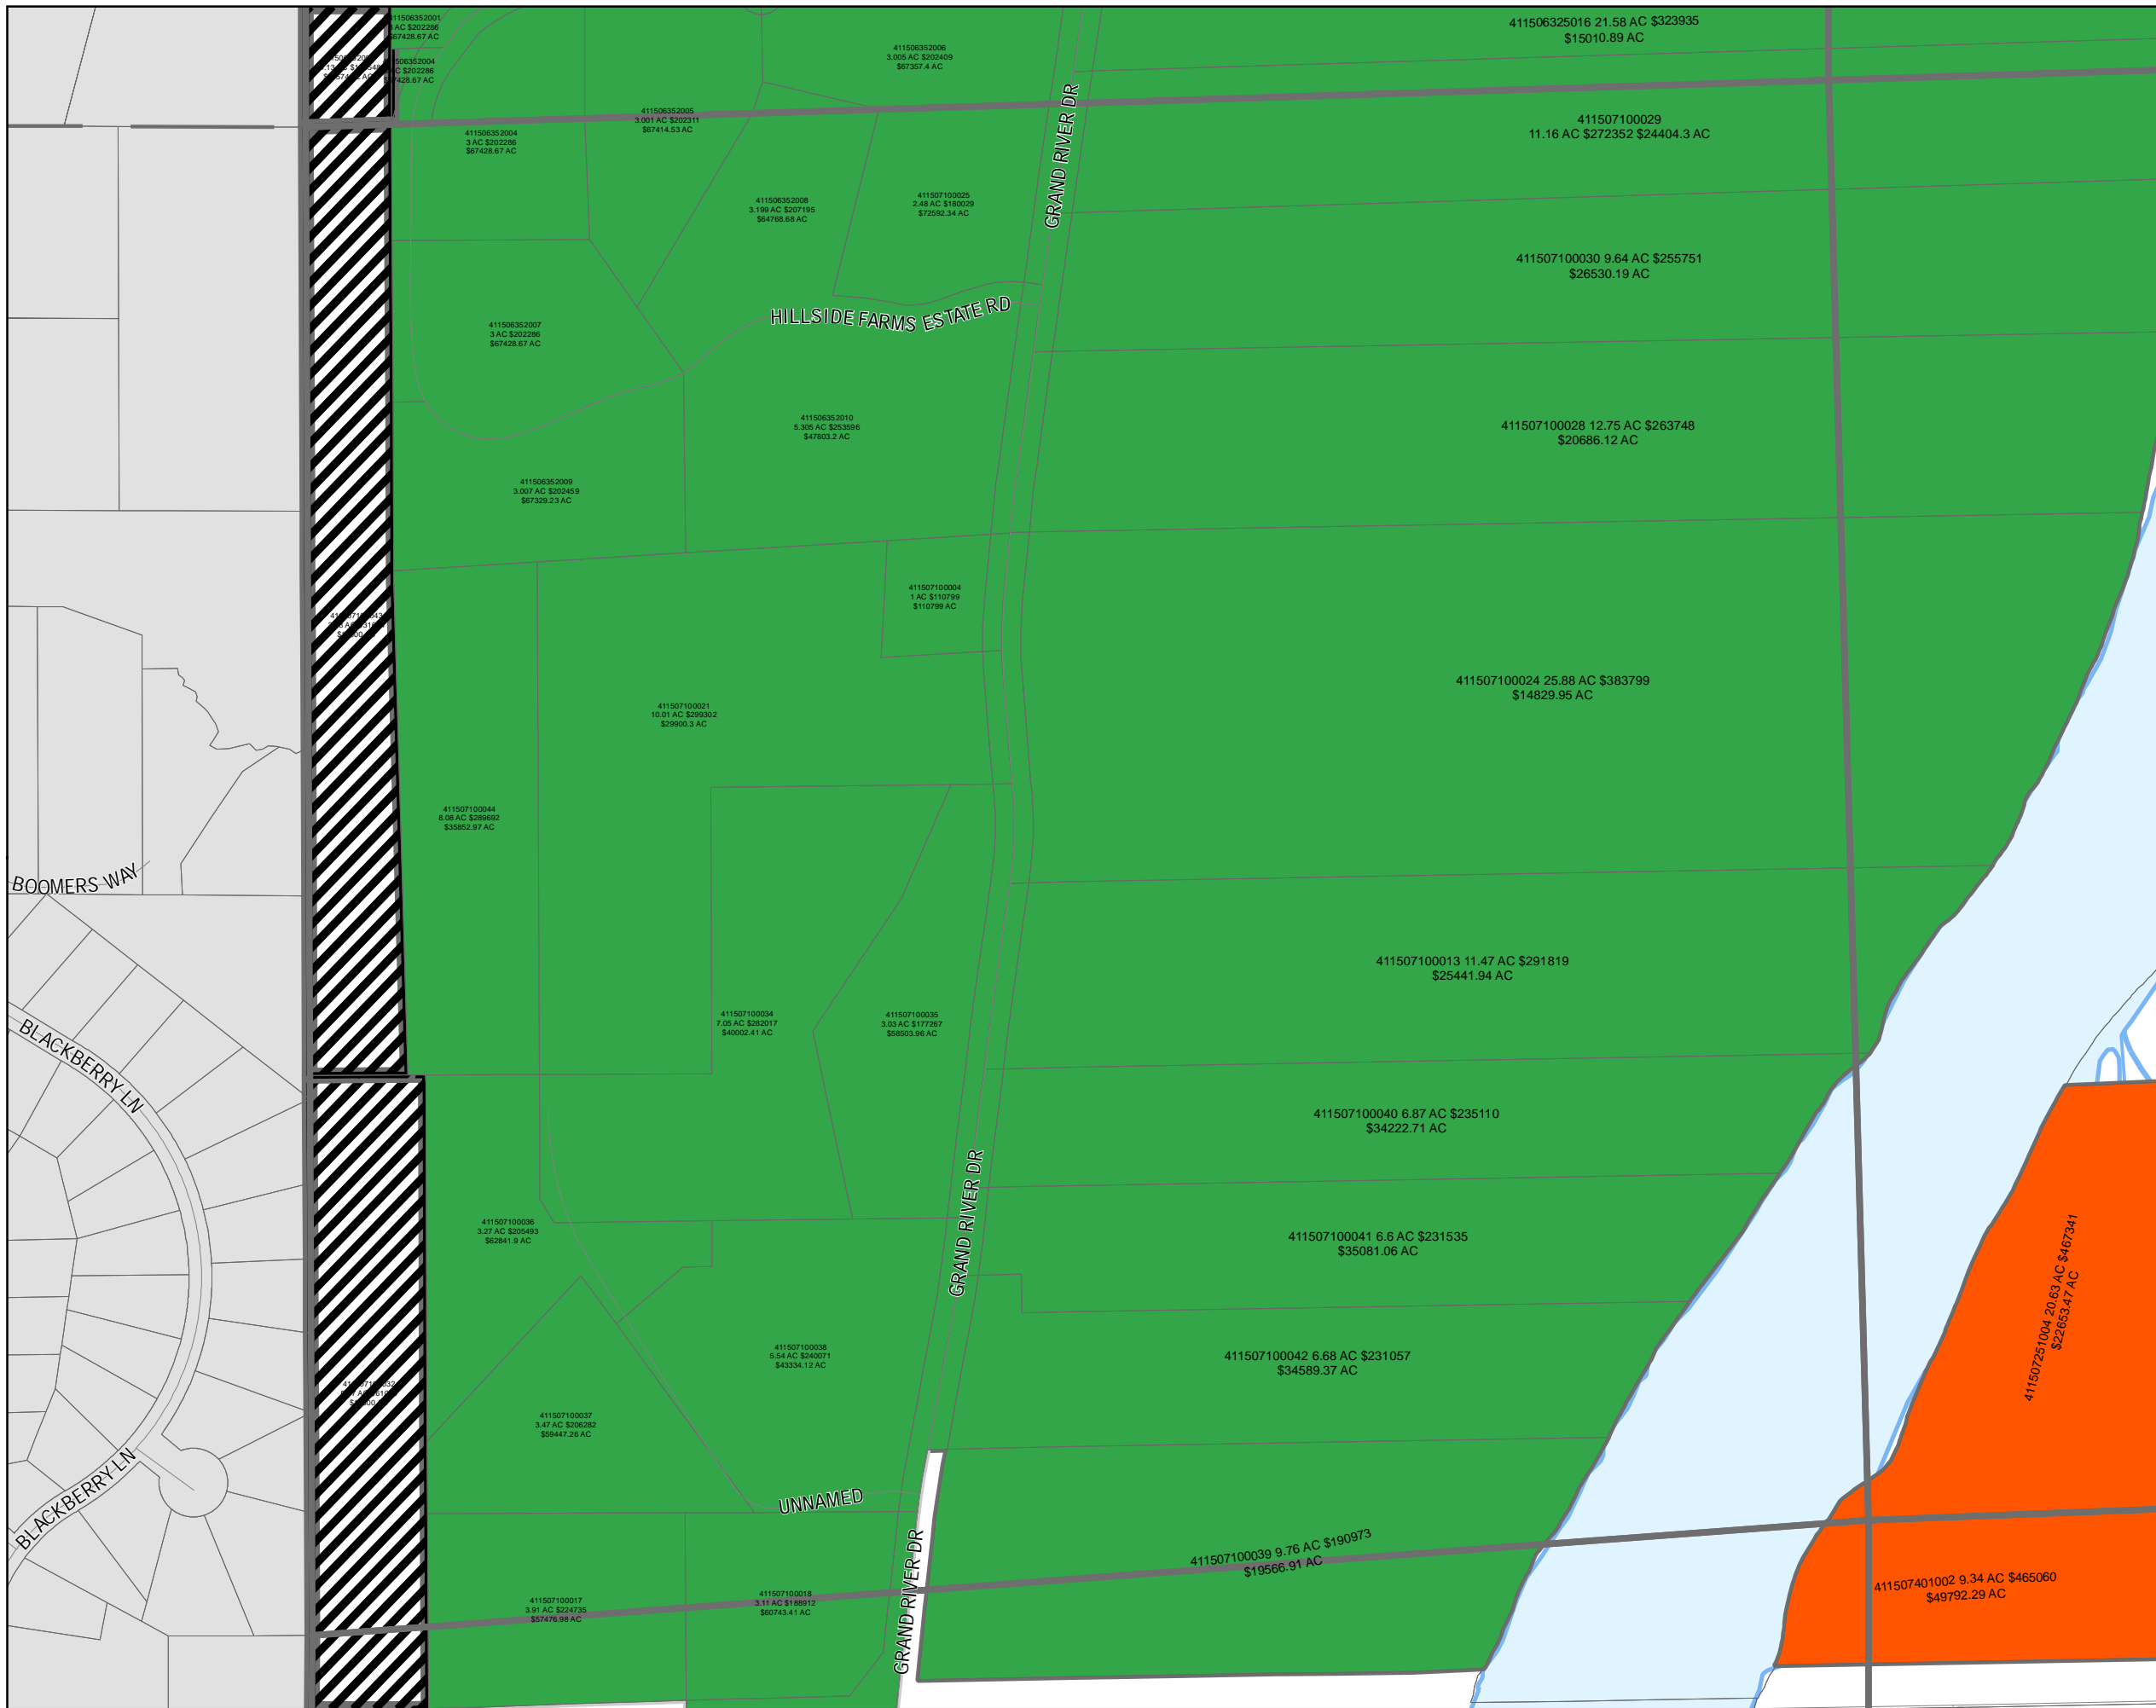 411506352001
AC $202286
$67428.67 AC
411506352006
3.005 AC $202409
$67357.4 AC
411506325016 21.58 AC $323935
$15010.89 AC
506352004
AC $202286
7428.67 AC
411506352004
3 AC $202286
$67428.67 AC
411506352005
3.001 AC $202311
$67414.53 AC
GRAND RIVER DR
411507100029
11.16 AC $272352 $24404.3 AC
411506352008
3.199 AC $207195
$64768.68 AC
411507100025
2.48 AC $180029
$72592.34 AC
411507100030 9.64 AC $255751
$26530.19 AC
HILLSIDE FARMS ESTATE RD
411506352007
3 AC $202286
$67428.67 AC
411506352010
5.305 AC $253596
$47803.2 AC
411507100028 12.75 AC $263748
$20686.12 AC
411506352009
3.007 AC $202459
$67329.23 AC
411507100004
1 AC $110799
$110799 AC
411507100024 25.88 AC $383799
$14829.95 AC
411507100021
10.01 AC $299302
$29900.3 AC
411507100044
8.08 AC $289692
$35852.97 AC
BOOMERS WAY
411507100013 11.47 AC $291819
$25441.94 AC
411507100034
7.05 AC $282017
$40002.41 AC
411507100035
3.03 AC $177267
$58503.96 AC
BLACKBERRY LN
411507100040 6.87 AC $235110
$34222.71 AC
GRAND RIVER DR
411507100036
3.27 AC $205493
$62841.9 AC
411507100041 6.6 AC $231535
$35081.06 AC
411507251004 20.63 AC $467341
$22653.47 AC
411507100038
5.54 AC $240071
$43334.12 AC
411507100042 6.68 AC $231057
$34589.37 AC
411507100037
3.47 AC $206282
$59447.26 AC
BLACKBERRY LN
UNNAMED
GRAND RIVER DR
411507100039 9.76 AC $190973
$19566.91 AC
411507100017
3.91 AC $224735
$57476.98 AC
411507100018
3.11 AC $188912
$60743.41 AC
411507401002 9.34 AC $465060
$49792.29 AC